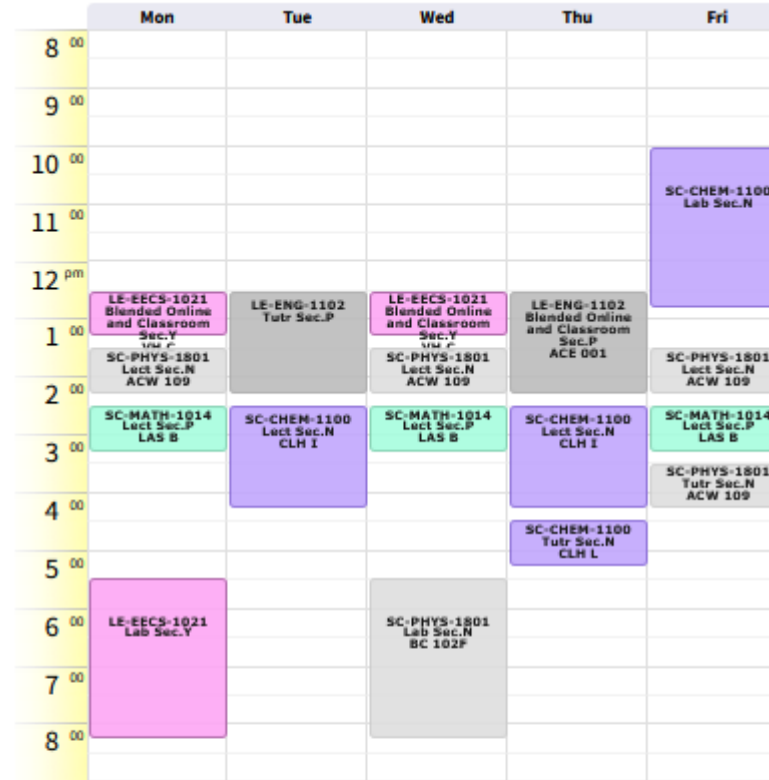 Mon Tue Wed Thu Fri
8 00
9 00
10 00
11 00
12 pm
1 00
2 00
3 00
4 00
5 00
6 00
7 00
8 00
LE-EECS-1021
Blended Online
and Classroom
Sec.Y
SC-PHYS-1801
Lect Sec.N
ACW 109
SC-MATH-1014
Lect Sec.P
LAS B
LE-EECS-1021
Lab Sec.Y
LE-ENG-1102
Tutr Sec.P
SC-CHEM-1100
Lect Sec.N
CLH I
LE-EECS-1021
Blended Online
and Classroom
Sec.Y
SC-PHYS-1801
Lect Sec.N
ACW 109
SC-MATH-1014
Lect Sec.P
LAS B
SC-PHYS-1801
Lab Sec.N
BC 102F
LE-ENG-1102
Blended Online
and Classroom
Sec.P
ACE 001
SC-CHEM-1100
Lect Sec.N
CLH I
SC-CHEM-1100
Tutr Sec.N
CLH L
SC-CHEM-1100
Lab Sec.N
SC-PHYS-1801
Lect Sec.N
ACW 109
SC-MATH-1014
Lect Sec.P
LAS B
SC-PHYS-1801
Tutr Sec.N
ACW 109